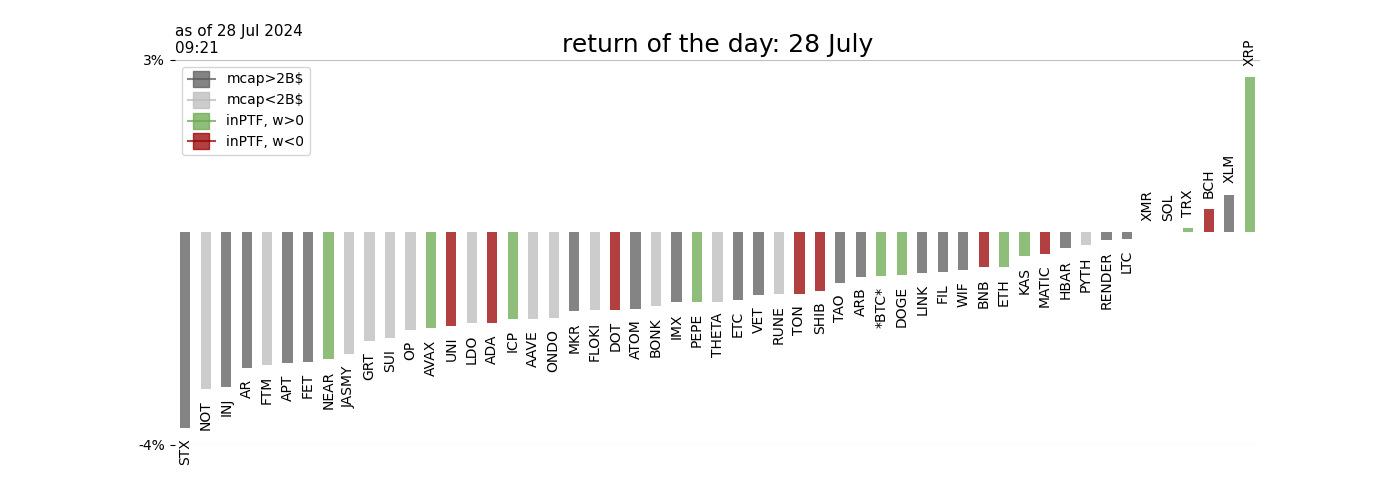 as of 28 Jul 2024
09:21
return of the day: 28 July
3%
mcap>2B$
mcap<2B$
inPTF, w>0
inPTF, w<0
-4%
STX
NOT
INJ
AR
FTM
APT
FET
NEAR
JASMY
GRT
SUI
OP
AVAX
UNI
LDO
ADA
ICP
AAVE
ONDO
MKR
FLOKI
DOT
ATOM
BONK
IMX
PEPE
THETA
ETC
VET
RUNE
TON
SHIB
TAO
ARB
*BTC*
DOGE
LINK
FIL
WIF
BNB
ETH
KAS
MATIC
HBAR
PYTH
RENDER
LTC
XMR
SOL
TRX
BCH
XLM
XRP